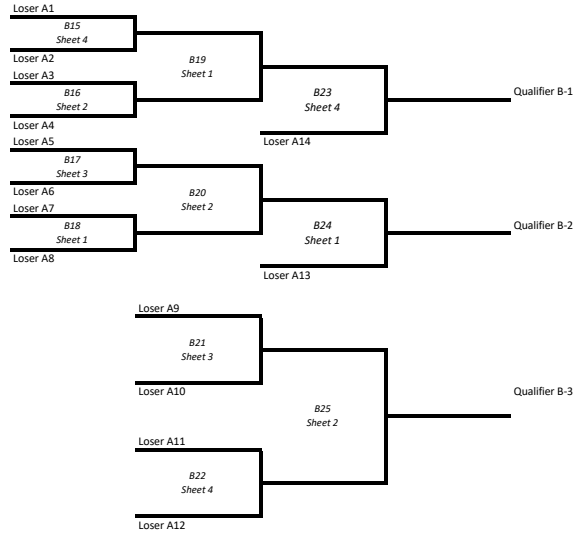 Loser A1
B15
Sheet 4
Loser A2
B19
Sheet 1
Loser A3
B16
Sheet 2
Loser A4
B23
Sheet 4
Qualifier B-1
Loser A14
Loser A5
B17
Sheet 3
Loser A6
B20
Sheet 2
Loser A7
B18
Sheet 1
Loser A8
B24
Sheet 1
Qualifier B-2
Loser A13
Loser A9
B21
Sheet 3
Loser A10
B25
Sheet 2
Qualifier B-3
Loser A11
B22
Sheet 4
Loser A12